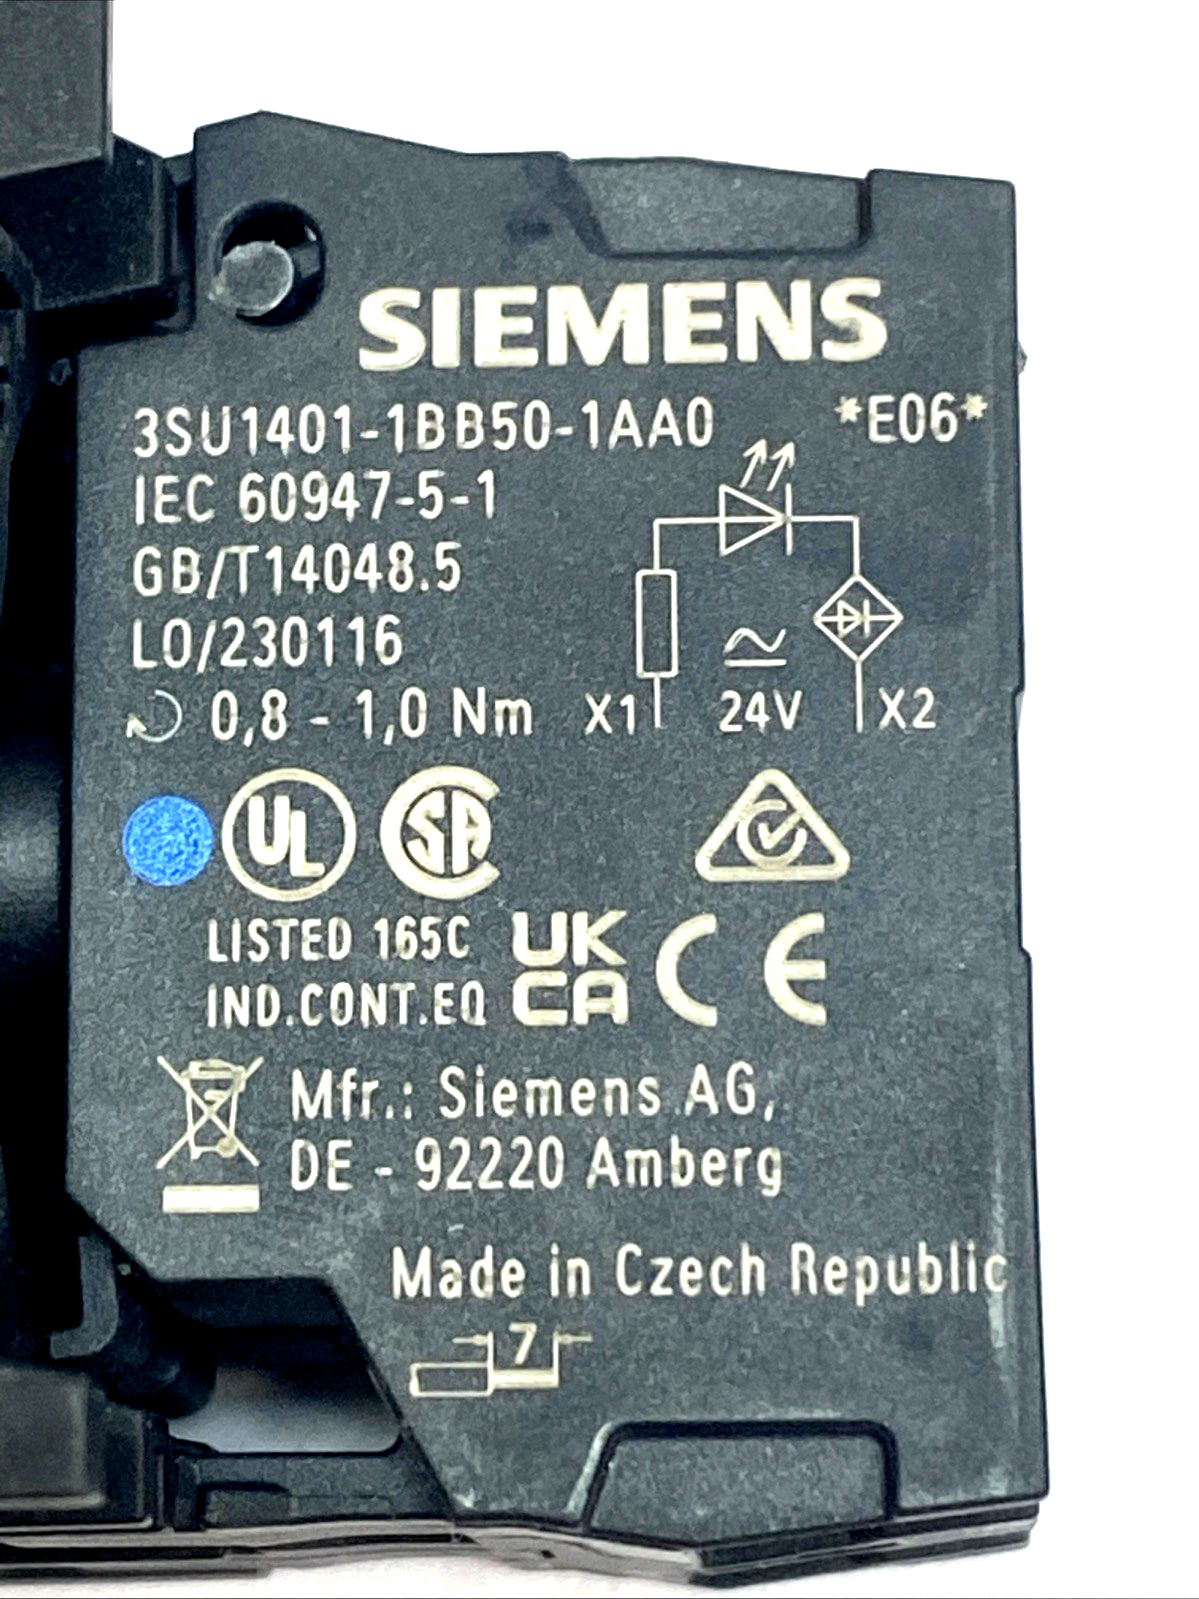 SIEMENS
3SU1401-1BB50-1AA0 *E06*
IEC 60947-5-1
GB/T14048.5
LO/230116
0,8 - 1,0 Nm X1 24V X2
UL SA
LISTED 165C
IND.CONT.EQ
UK
CA
CE
Mfr.: Siemens AG,
DE - 92220 Amberg
Made in Czech Republic
7